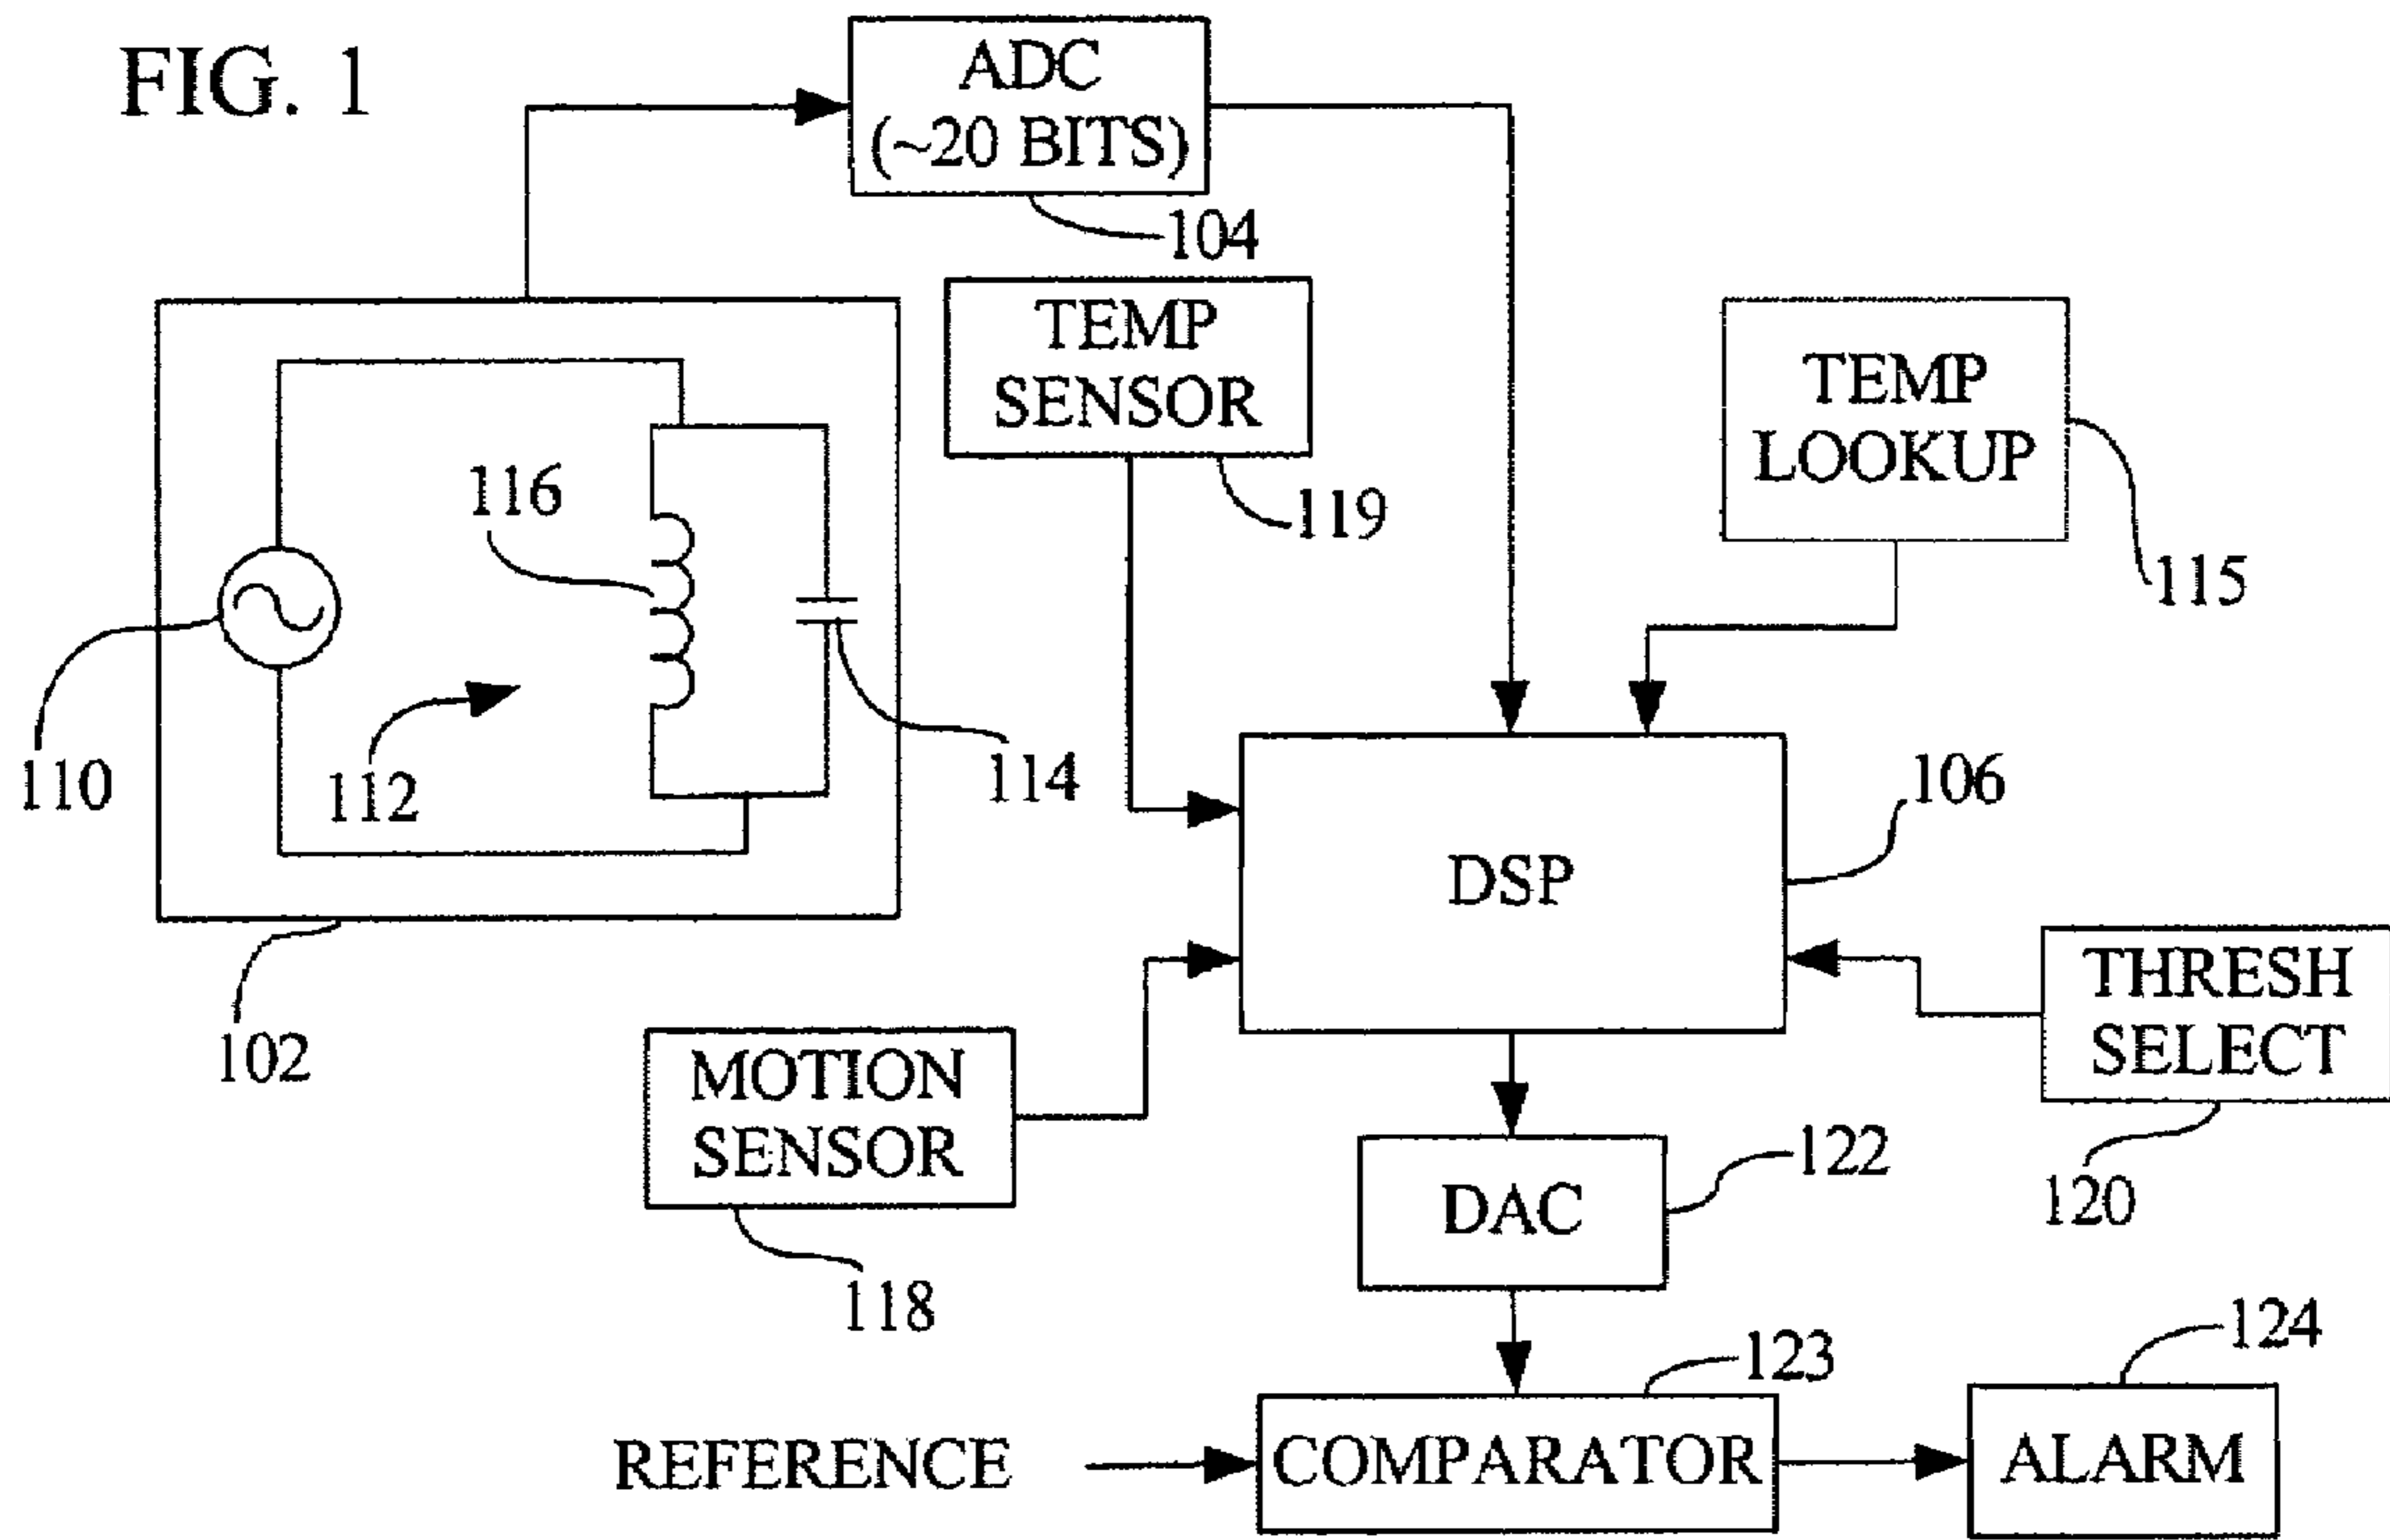 FIG. 1
ADC
(~20 BITS)
104
TEMP
SENSOR
119
TEMP
LOOKUP
115
116
110
112
114
102
DSP
106
MOTION
SENSOR
118
THRESH
SELECT
120
DAC
122
REFERENCE
COMPARATOR
123
ALARM
124